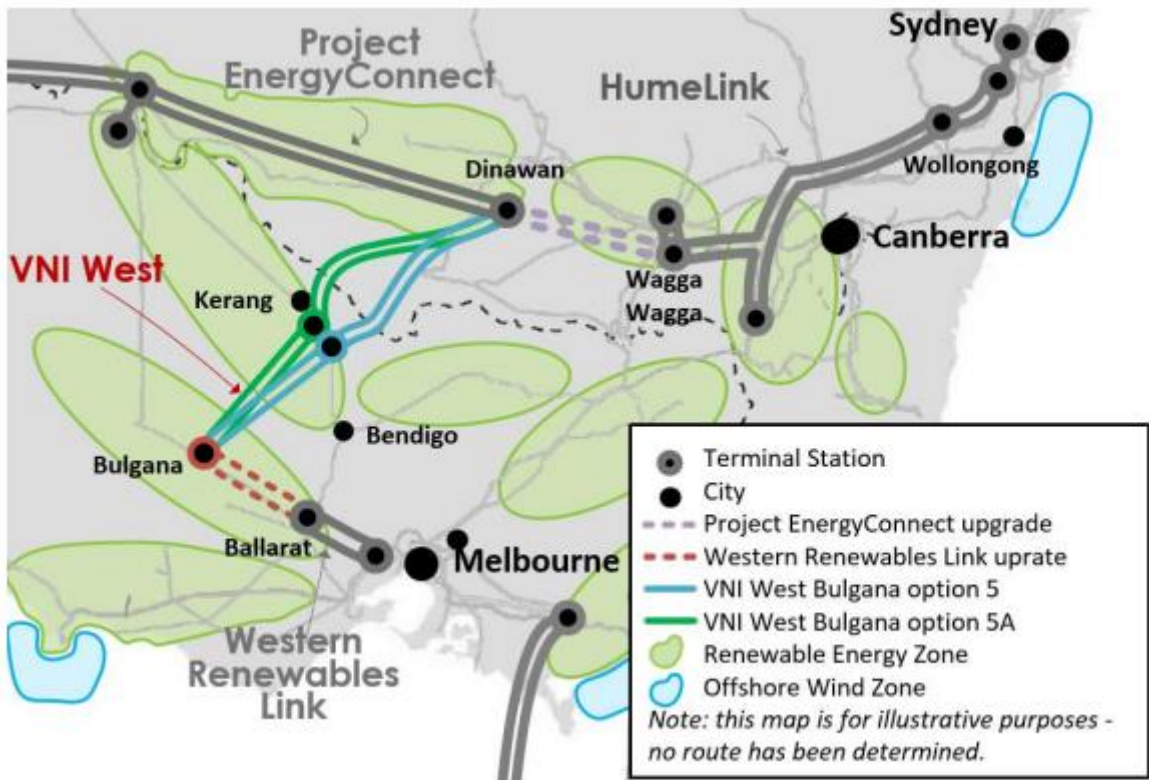 Sydney
Project
EnergyConnect
HumeLink
Wollongong
Dinawan
Canberra
VNI West
Kerang
Wagga
Wagga
Bendigo
Bulgana
Ballarat
Melbourne
Western
Renewables
Link
Terminal Station
City
Project EnergyConnect upgrade
Western Renewables Link uprate
VNI West Bulgana option 5
VNI West Bulgana option 5A
Renewable Energy Zone
Offshore Wind Zone
Note: this map is for illustrative purposes -
no route has been determined.